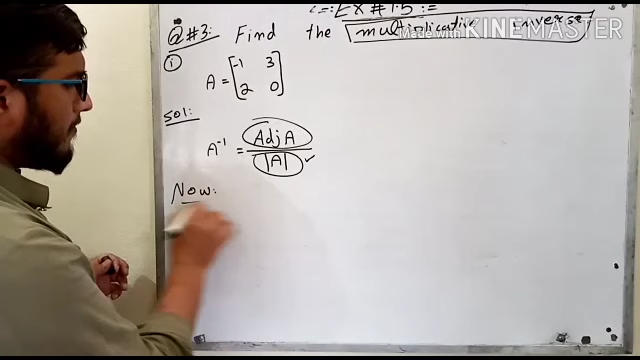 Ex # 1.5 :=
Q#3: Find the multiplicative inverse.
Made with KINEMASTER
(i) A = [-1 3
2 0]
Sol:
A⁻¹ = Adj A
|A| ✓
Now: